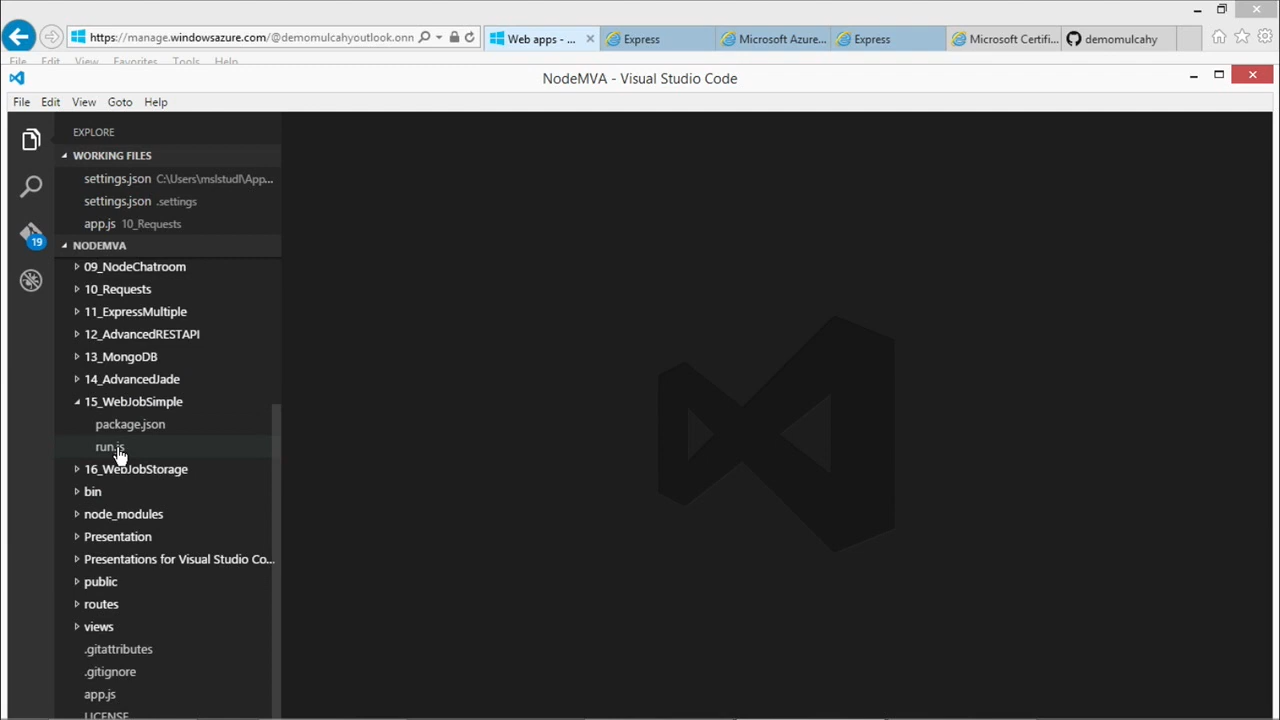 https://manage.windowsazure.com/@demomulcahyoutlook.onn
Web apps - ...
Express
Microsoft Azure...
Express
Microsoft Certifi...
demomulcahy
File Edit View Favorites Tools Help
NodeMVA - Visual Studio Code
File Edit View Goto Help
EXPLORE
WORKING FILES
settings.json C:\Users\mslstudI\App...
settings.json .settings
app.js 10_Requests
19
NODEMVA
09_NodeChatroom
10_Requests
11_ExpressMultiple
12_AdvancedRESTAPI
13_MongoDB
14_AdvancedJade
15_WebJobSimple
package.json
run.js
16_WebJobStorage
bin
node_modules
Presentation
Presentations for Visual Studio Co...
public
routes
views
.gitattributes
.gitignore
app.js
LICENSE